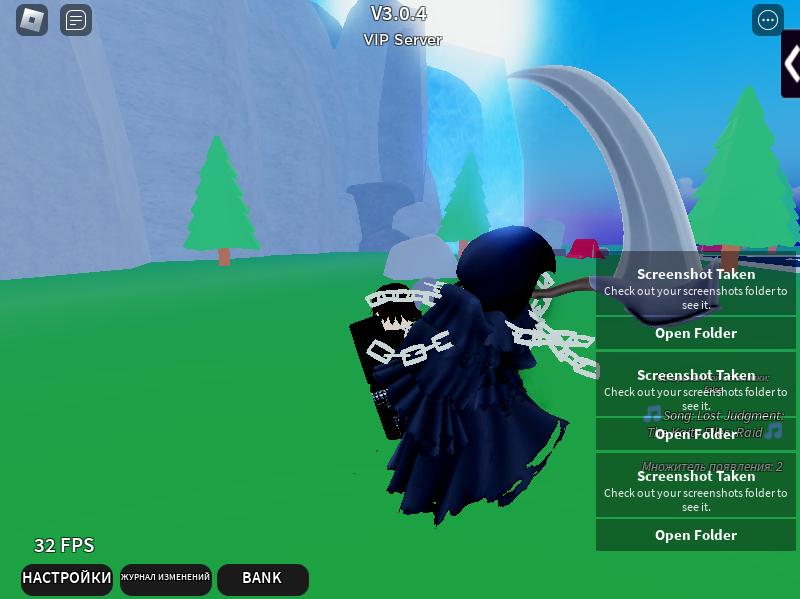 V3.0.4
VIP Server
Screenshot Taken
Check out your screenshots folder to
see it.
Open Folder
Screenshot Taken
Check out your screenshots folder to
see it.
🎵Song: Lost Judgment:
Raid🎵
Open Folder
Множитель появления: 2
Screenshot Taken
Check out your screenshots folder to
see it.
Open Folder
32 FPS
НАСТРОЙКИ
ЖУРНАЛ ИЗМЕНЕНИЙ
BANK